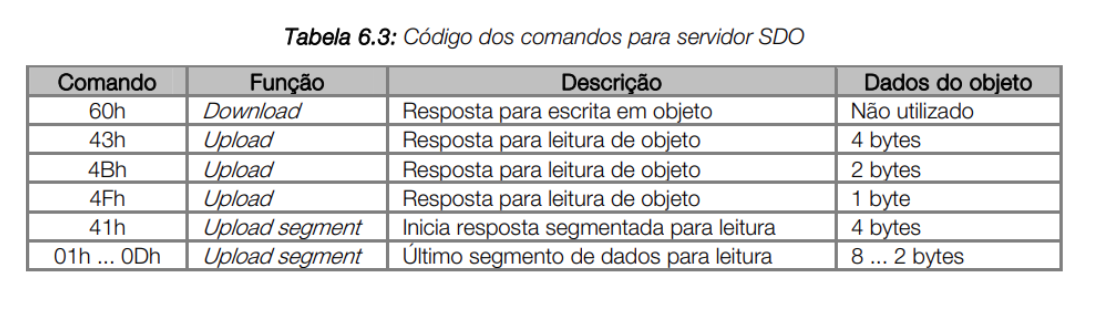 Tabela 6.3: Código dos comandos para servidor SDO
Comando Função Descrição Dados do objeto
60h Download Resposta para escrita em objeto Não utilizado
43h Upload Resposta para leitura de objeto 4 bytes
4Bh Upload Resposta para leitura de objeto 2 bytes
4Fh Upload Resposta para leitura de objeto 1 byte
41h Upload segment Inicia resposta segmentada para leitura 4 bytes
01h ... 0Dh Upload segment Último segmento de dados para leitura 8 ... 2 bytes